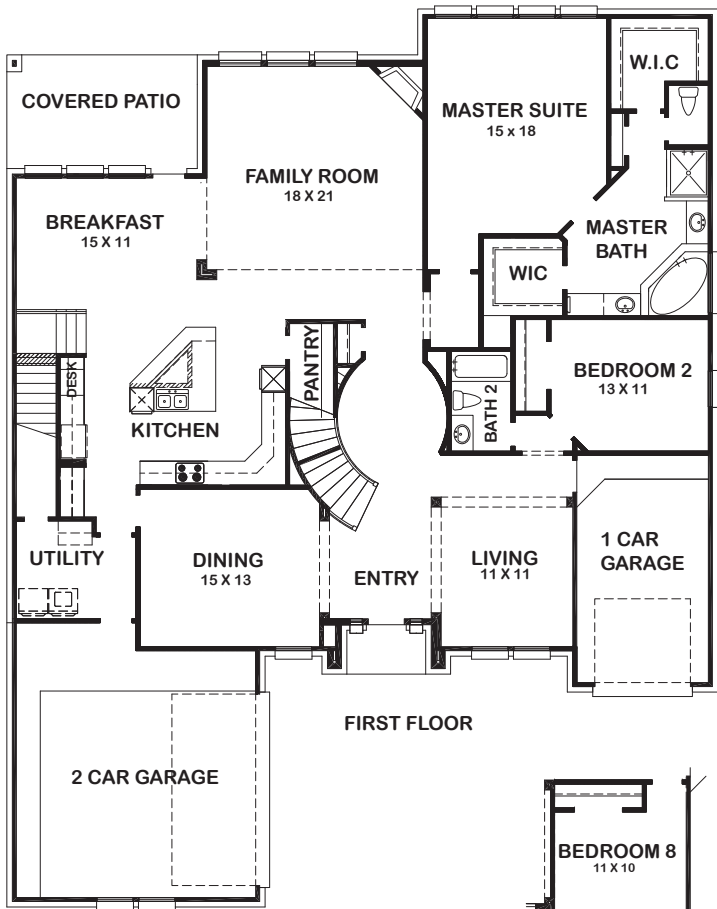 W.I.C
COVERED PATIO
MASTER SUITE
15 x 18
FAMILY ROOM
18 X 21
BREAKFAST
15 X 11
MASTER
BATH
WIC
PANTRY
DESK
BEDROOM 2
13 X 11
BATH 2
KITCHEN
UTILITY
DINING
15 X 13
ENTRY
LIVING
11 X 11
1 CAR
GARAGE
FIRST FLOOR
2 CAR GARAGE
BEDROOM 8
11 X 10